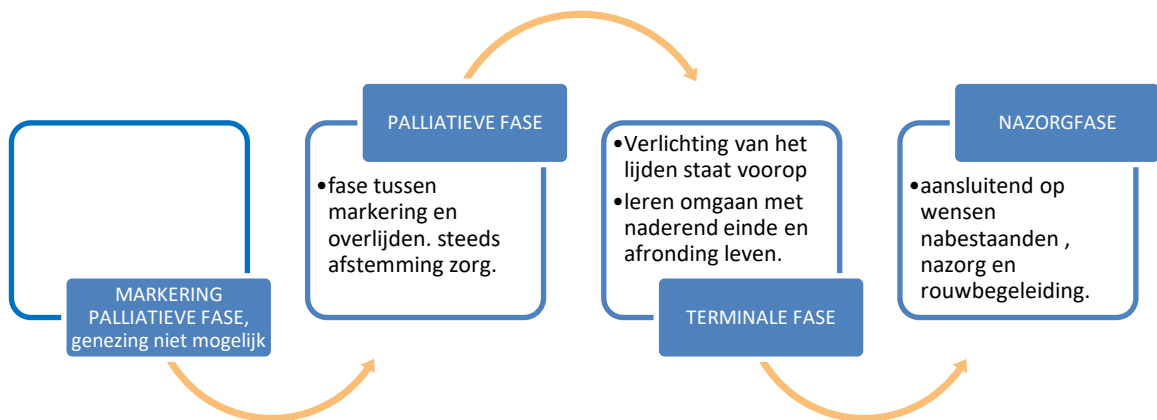 MARKERING
PALLIATIEVE FASE,
genezing niet mogelijk
PALLIATIEVE FASE
•fase tussen
markering en
overlijden. steeds
afstemming zorg.
•Verlichting van het
lijden staat voorop
•leren omgaan met
naderend einde en
afronding leven.
TERMINALE FASE
NAZORGFASE
•aansluitend op
wensen
nabestaanden ,
nazorg en
rouwbegeleiding.